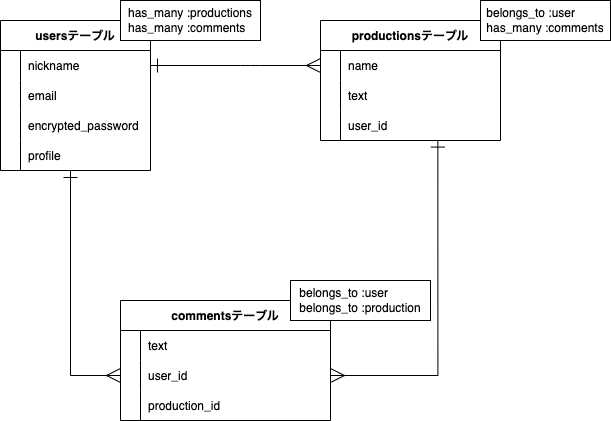 has_many :productions
has_many :comments
usersテーブル
nickname
email
encrypted_password
profile
belongs_to :user
has_many :comments
productionsテーブル
name
text
user_id
belongs_to :user
belongs_to :production
commentsテーブル
text
user_id
production_id